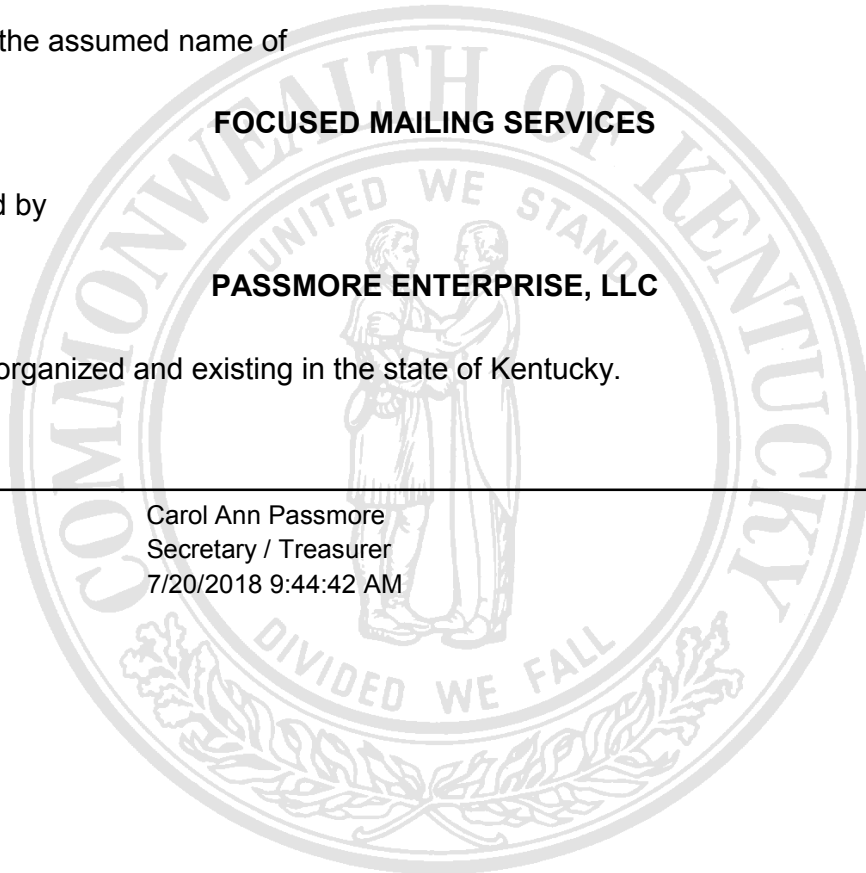 the assumed name of
FOCUSED MAILING SERVICES
d by
PASSMORE ENTERPRISE, LLC
organized and existing in the state of Kentucky.
Carol Ann Passmore
Secretary / Treasurer
7/20/2018 9:44:42 AM
COMMONWEALTH OF KENTUCKY
UNITED WE STAND
DIVIDED WE FALL